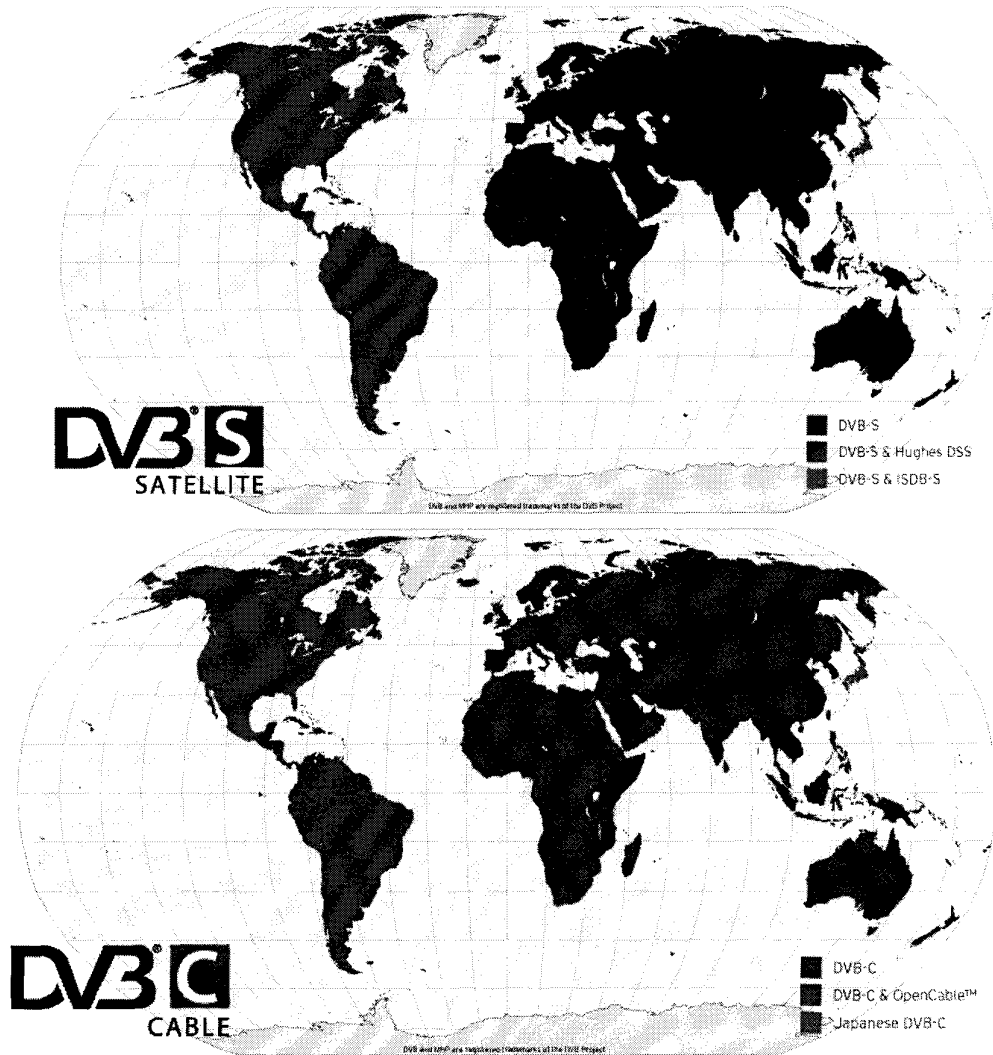 DVB® S
SATELLITE
DVB-S
DVB-S & Hughes DSS
DVB-S & ISDB-S
DVB and MHP are registered trademarks of the DVB Project
DVB® C
CABLE
DVB-C
DVB-C & OpenCable™
Japanese DVB-C
DVB and MHP are registered trademarks of the DVB Project